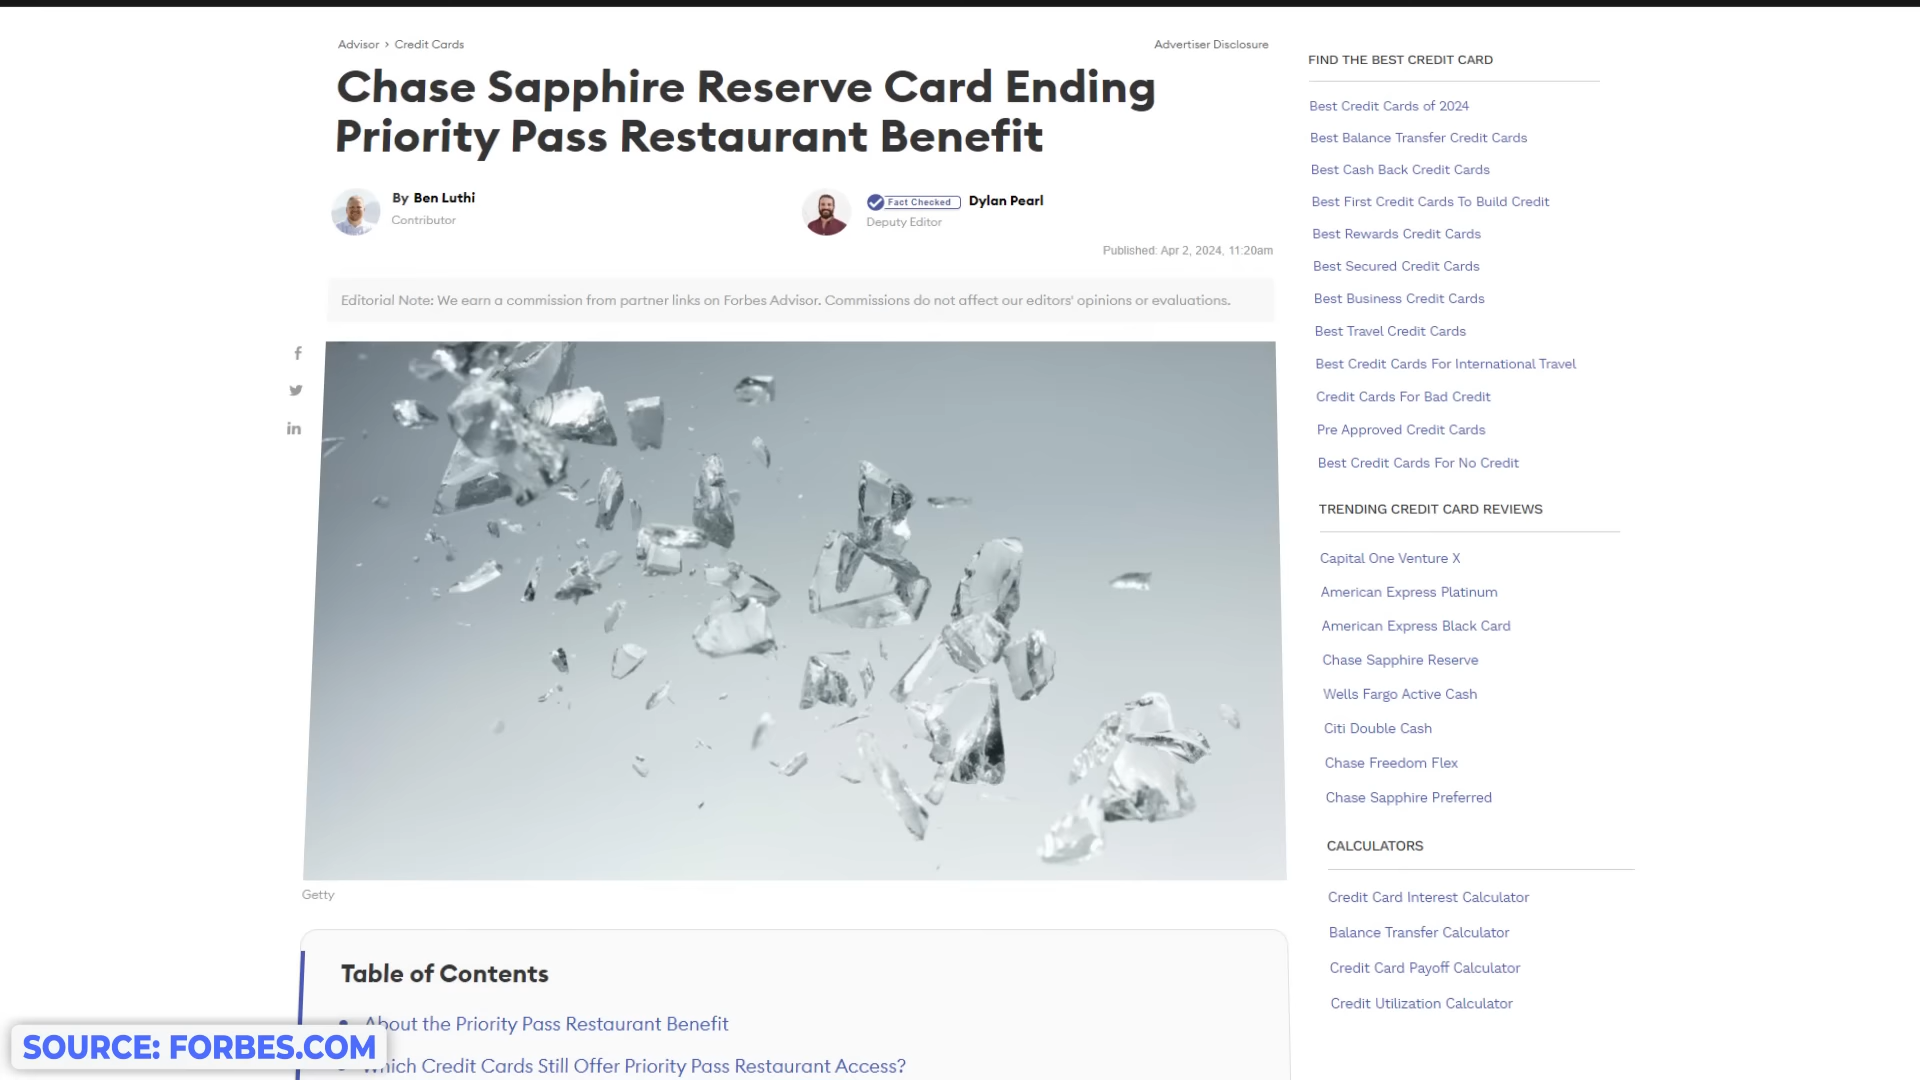 Advisor > Credit Cards
Advertiser Disclosure
Chase Sapphire Reserve Card Ending
Priority Pass Restaurant Benefit
By Ben Luthi
Contributor
Fact Checked Dylan Pearl
Deputy Editor
Published: Apr 2, 2024, 11:20am
Editorial Note: We earn a commission from partner links on Forbes Advisor. Commissions do not affect our editors' opinions or evaluations.
Getty
Table of Contents
About the Priority Pass Restaurant Benefit
Which Credit Cards Still Offer Priority Pass Restaurant Access?
SOURCE: FORBES.COM
FIND THE BEST CREDIT CARD
Best Credit Cards of 2024
Best Balance Transfer Credit Cards
Best Cash Back Credit Cards
Best First Credit Cards To Build Credit
Best Rewards Credit Cards
Best Secured Credit Cards
Best Business Credit Cards
Best Travel Credit Cards
Best Credit Cards For International Travel
Credit Cards For Bad Credit
Pre Approved Credit Cards
Best Credit Cards For No Credit
TRENDING CREDIT CARD REVIEWS
Capital One Venture X
American Express Platinum
American Express Black Card
Chase Sapphire Reserve
Wells Fargo Active Cash
Citi Double Cash
Chase Freedom Flex
Chase Sapphire Preferred
CALCULATORS
Credit Card Interest Calculator
Balance Transfer Calculator
Credit Card Payoff Calculator
Credit Utilization Calculator